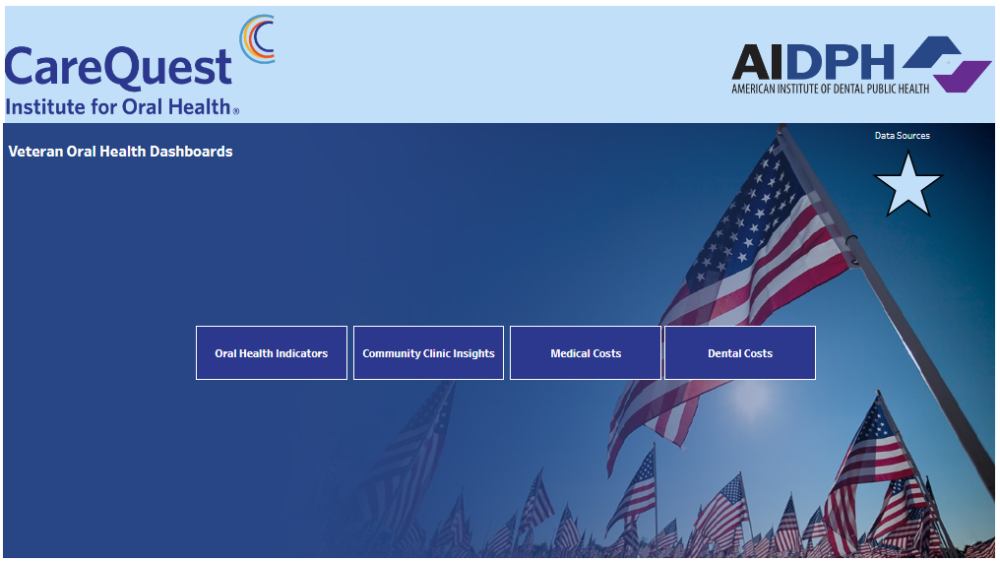 CareQuest
Institute for Oral Health®
AIDPH
AMERICAN INSTITUTE OF DENTAL PUBLIC HEALTH
Veteran Oral Health Dashboards
Data Sources
Oral Health Indicators
Community Clinic Insights
Medical Costs
Dental Costs